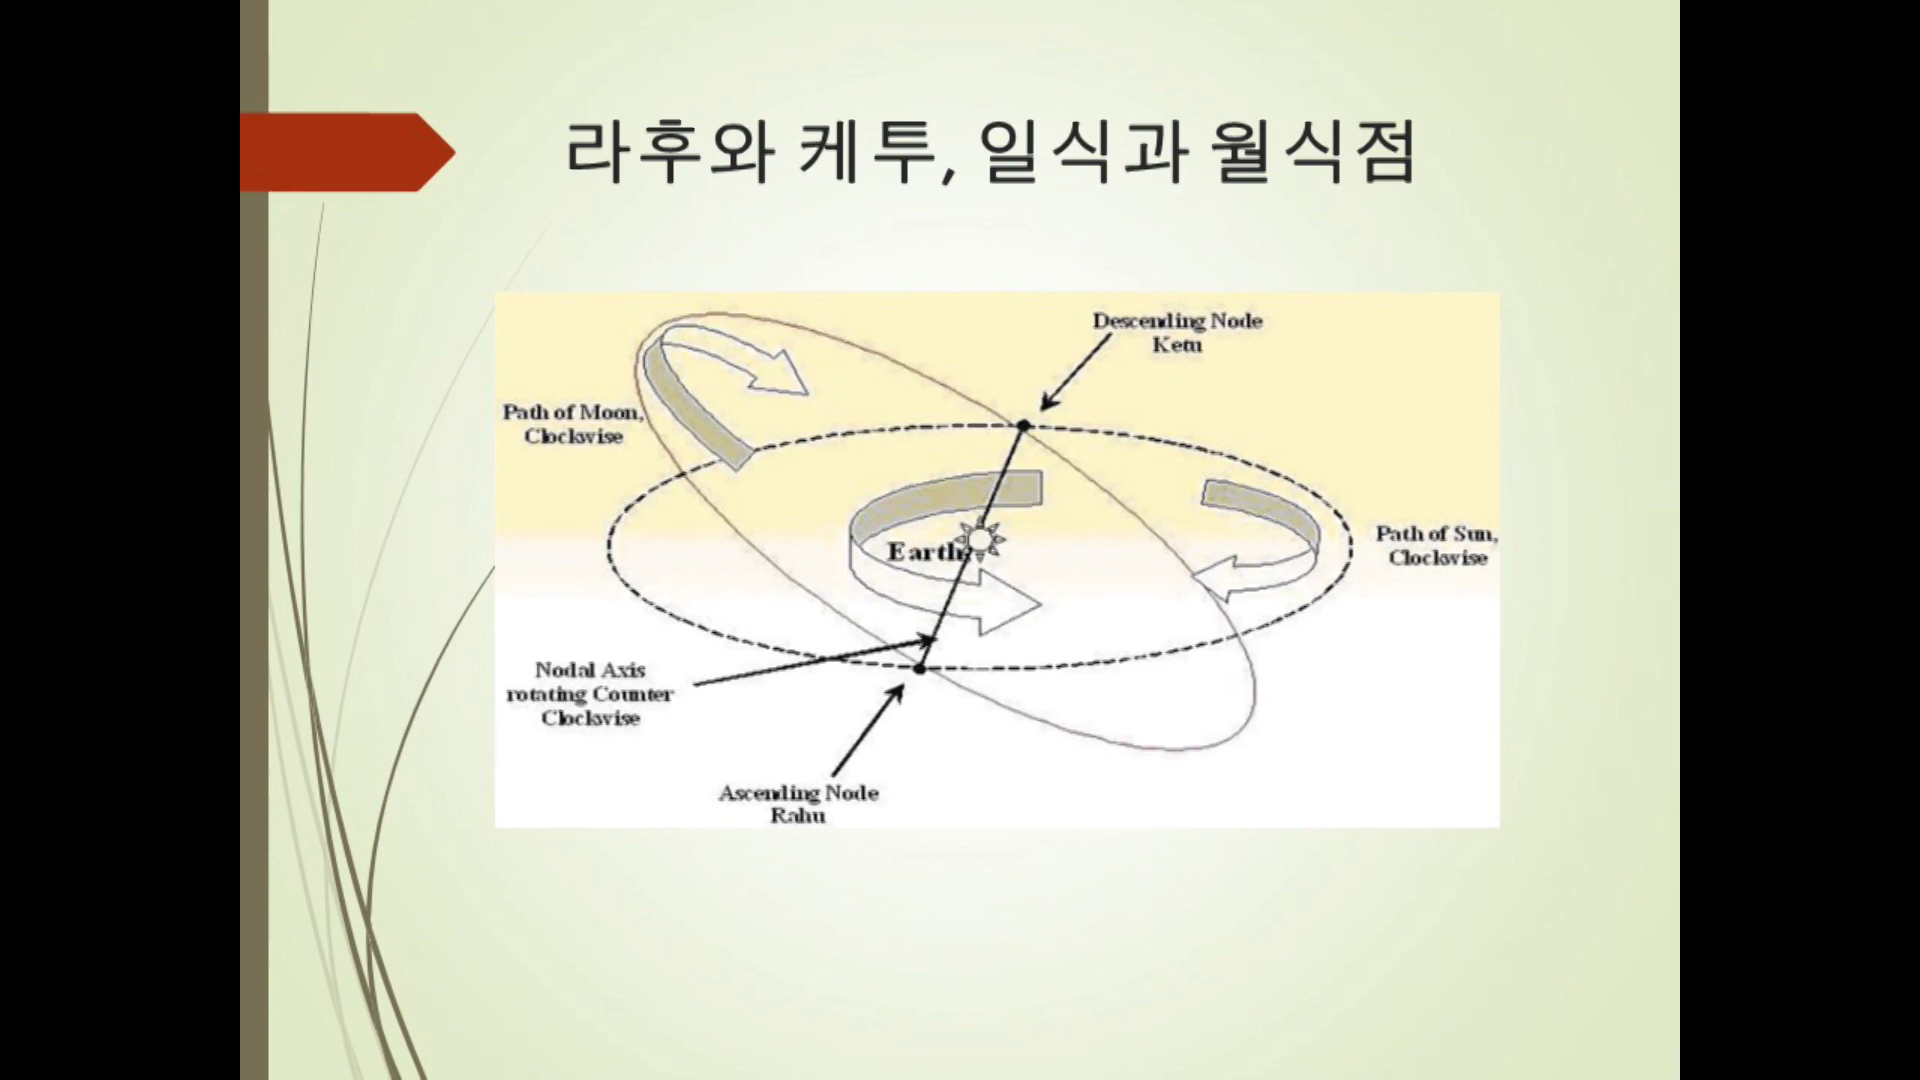 라후와 케투, 일식과 월식점
Descending Node
Ketu
Path of Moon,
Clockwise
Earth
Path of Sun,
Clockwise
Nodal Axis
rotating Counter
Clockwise
Ascending Node
Rahu